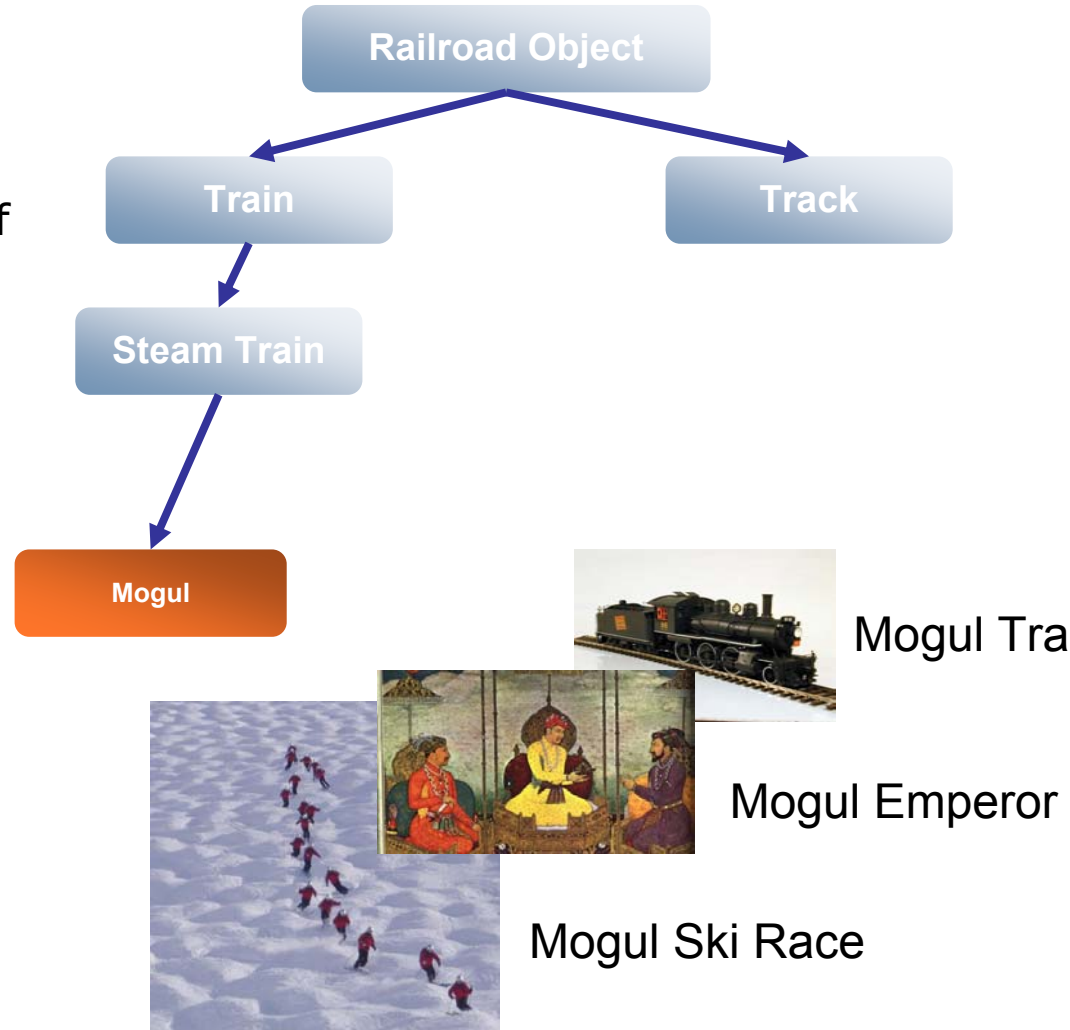 Railroad Object
Train
Track
f
Steam Train
Mogul
Mogul Tra
Mogul Emperor
Mogul Ski Race